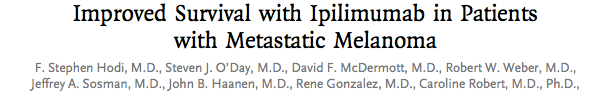 Improved Survival with Ipilimumab in Patients
with Metastatic Melanoma
F. Stephen Hodi, M.D., Steven J. O'Day, M.D., David F. McDermott, M.D., Robert W. Weber, M.D.,
Jeffrey A. Sosman, M.D., John B. Haanen, M.D., Rene Gonzalez, M.D., Caroline Robert, M.D., Ph.D.,